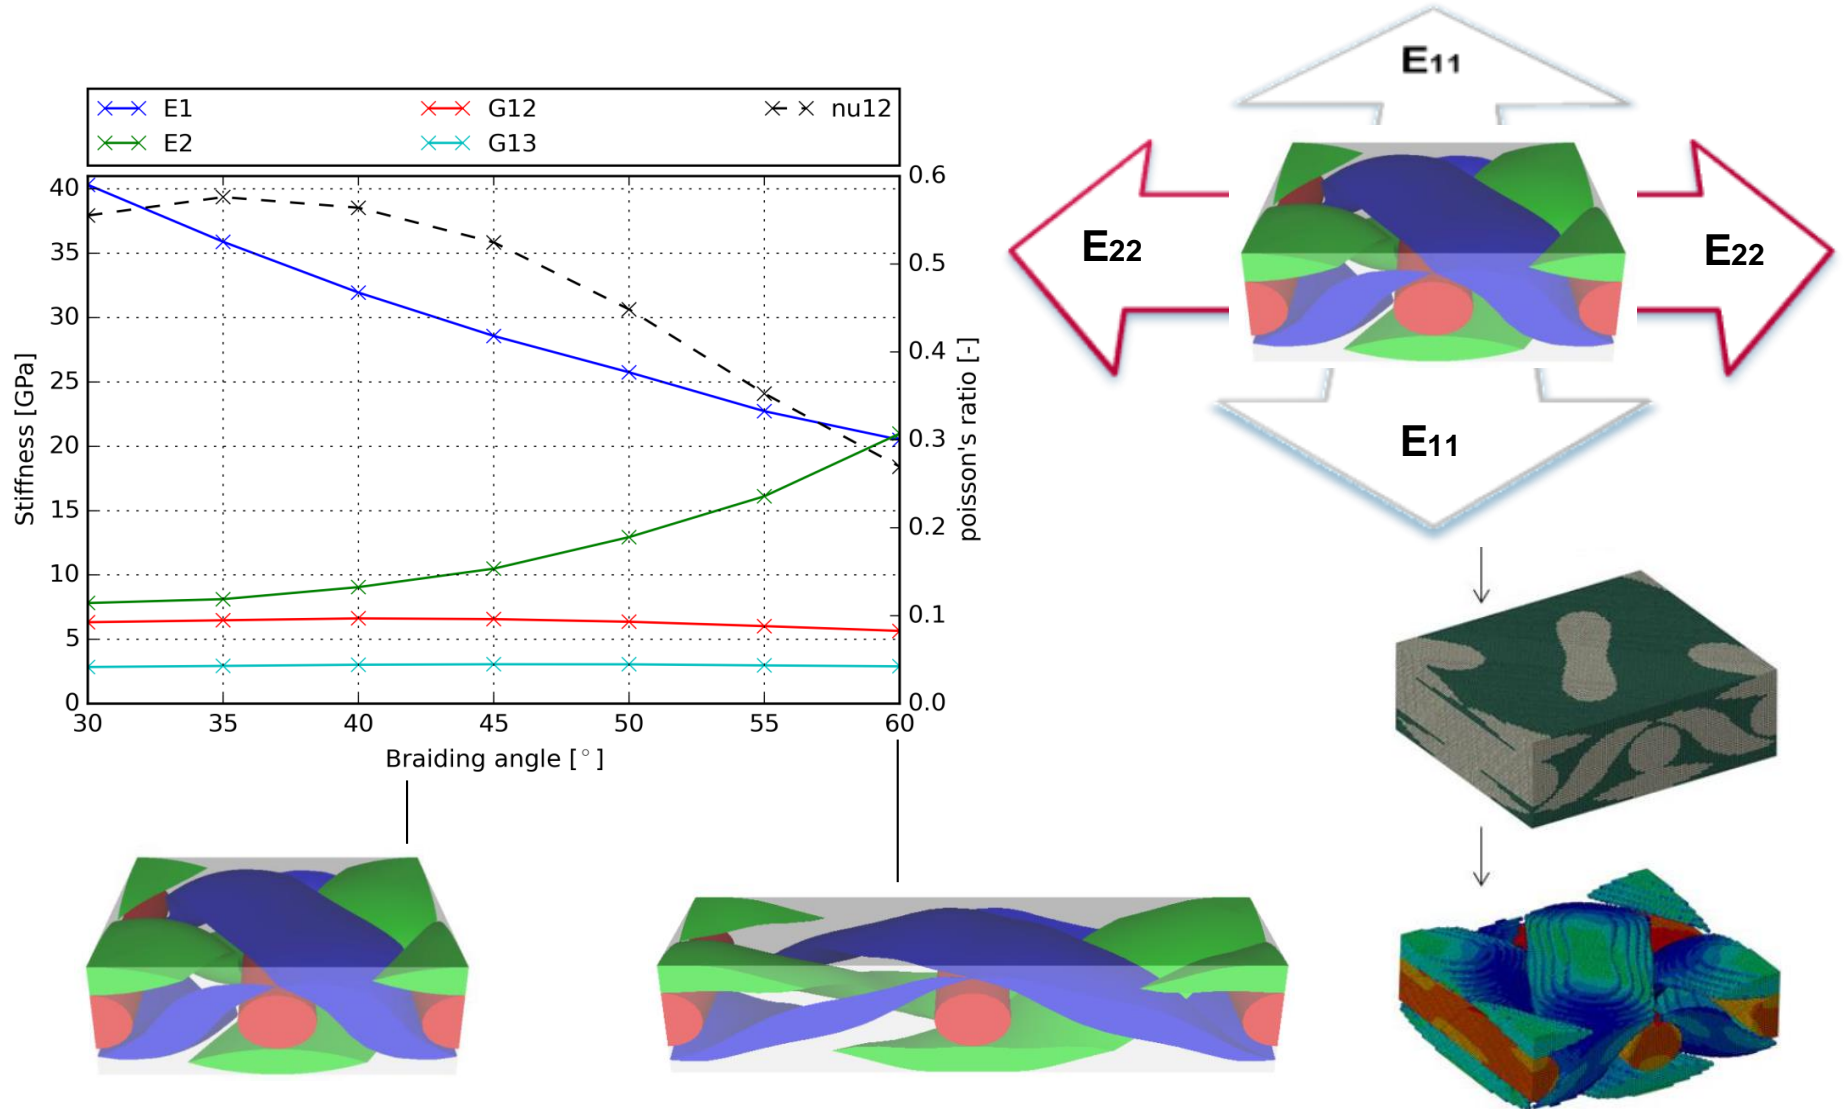 E1
G12
nu12
E2
G13
40
35
30
25
20
15
10
5
0
Stiffness [GPa]
0.6
0.5
0.4
0.3
0.2
0.1
0.0
poisson's ratio [-]
30 35 40 45 50 55 60
Braiding angle [°]
E11
E22
E22
E11